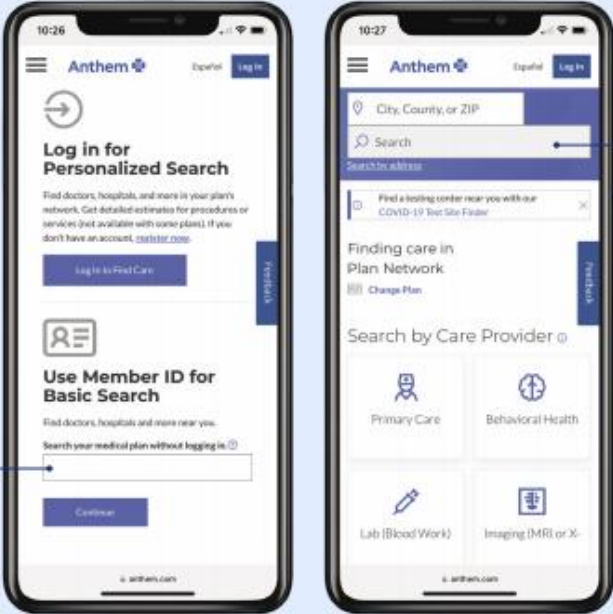 10:26
Anthem
Español
Log In
Log in for
Personalized Search
Find doctors, hospitals, and more in your plan's
network. Get detailed estimates for procedures or
services (not available with some plans). If you
don't have an account, register now.
Log In to Find Care
Feedback
Use Member ID for
Basic Search
Find doctors, hospitals and more near you.
Search your medical plan without logging in.
Continue
anthem.com
10:27
Anthem
Español
Log In
City, County, or ZIP
Search
Search by address
Find a testing center near you with our
COVID-19 Test Site Finder
Finding care in
Plan Network
Change Plan
Feedback
Search by Care Provider
Primary Care
Behavioral Health
Lab (Blood Work)
Imaging (MRI or X-
anthem.com